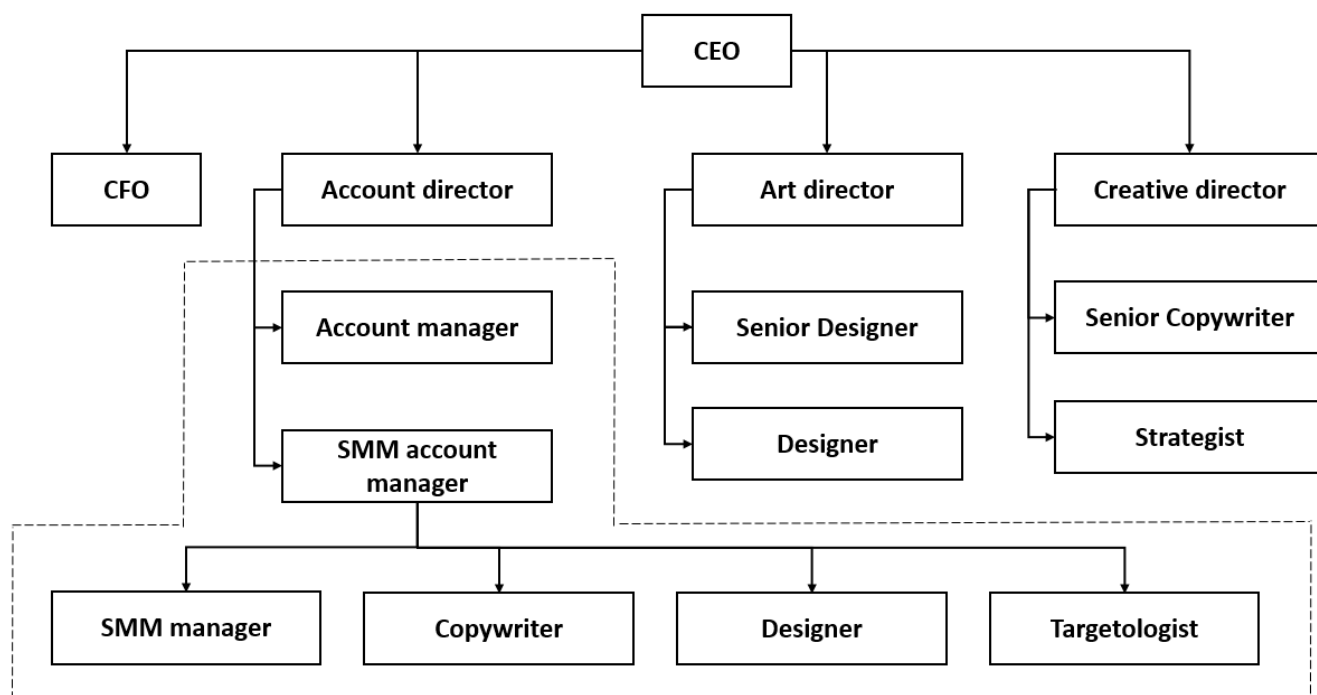 CEO
CFO
Account director
Art director
Creative director
Account manager
Senior Designer
Senior Copywriter
SMM account
manager
Designer
Strategist
SMM manager
Copywriter
Designer
Targetologist